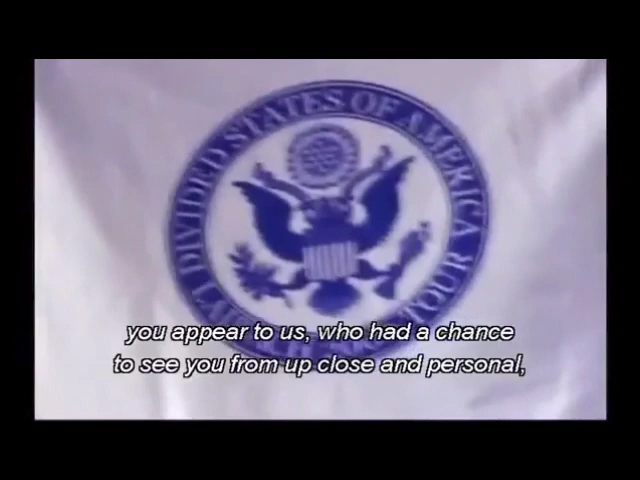 DIVIDED STATES OF AMERICA
TOUR
you appear to us, who had a chance
to see you from up close and personal,